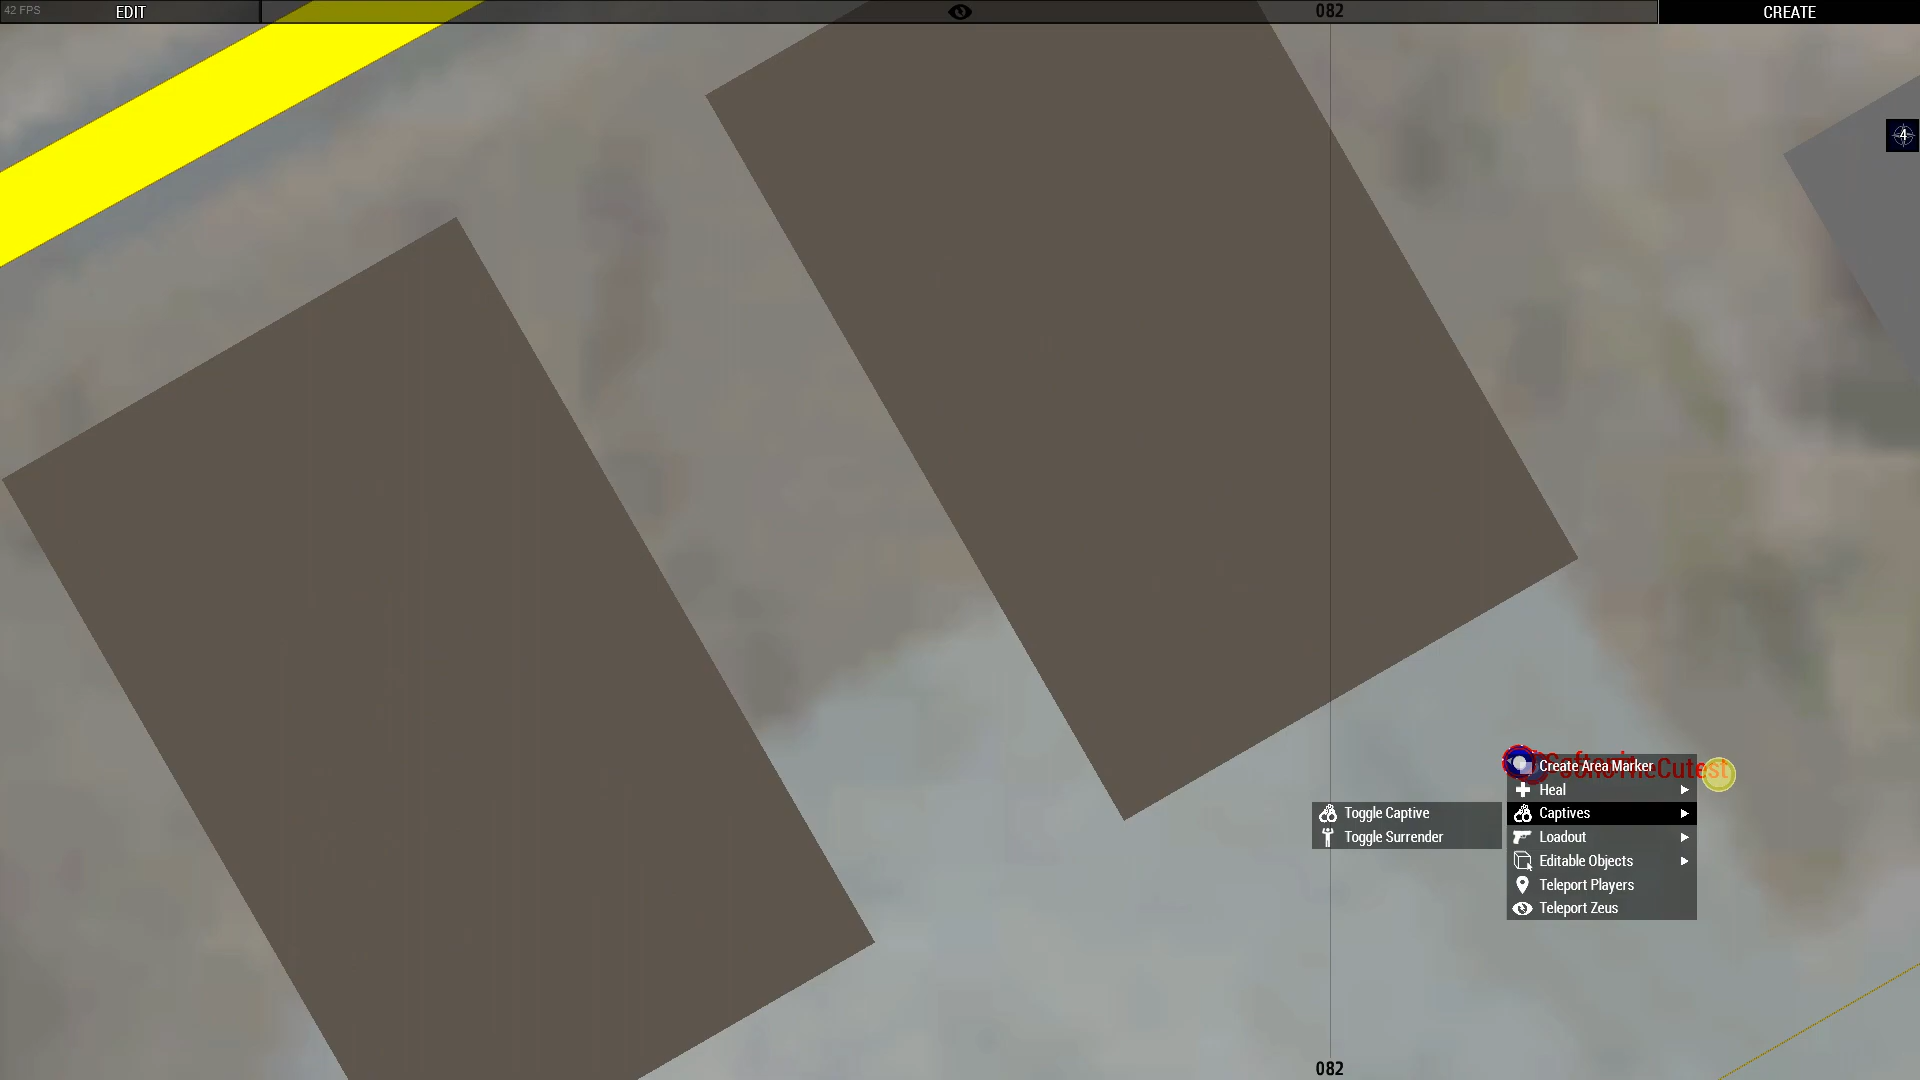 42 FPS
EDIT
082
CREATE
4
Create Area Marker
Heal
Captives
Toggle Captive
Toggle Surrender
Loadout
Editable Objects
Teleport Players
Teleport Zeus
082